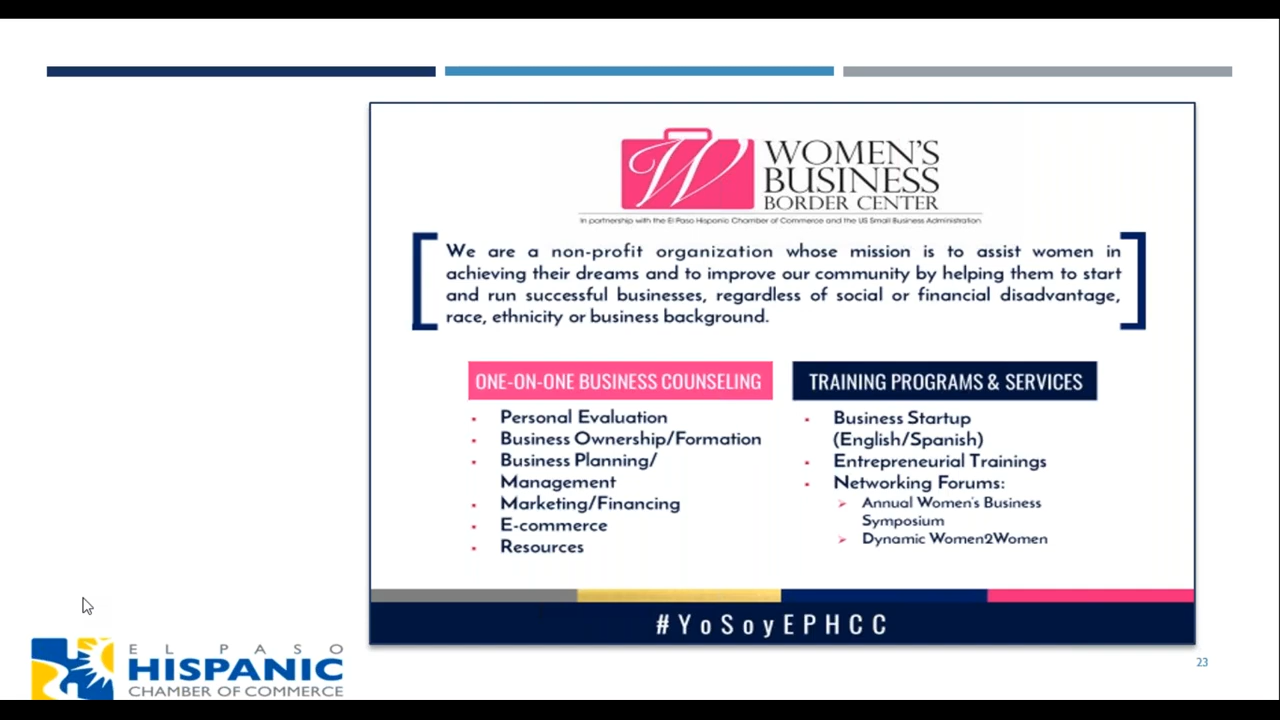 W WOMEN'S
BUSINESS
BORDER CENTER
In partnership with the El Paso Hispanic Chamber of Commerce and the US Small Business Administration
We are a non-profit organization whose mission is to assist women in
achieving their dreams and to improve our community by helping them to start
and run successful businesses, regardless of social or financial disadvantage,
race, ethnicity or business background.
ONE-ON-ONE BUSINESS COUNSELING
Personal Evaluation
Business Ownership/Formation
Business Planning/
Management
Marketing/Financing
E-commerce
Resources
TRAINING PROGRAMS & SERVICES
Business Startup
(English/Spanish)
Entrepreneurial Trainings
Networking Forums:
Annual Women's Business
Symposium
Dynamic Women2Women
#YoSoyEPHCC
EL PASO
HISPANIC
CHAMBER OF COMMERCE
23